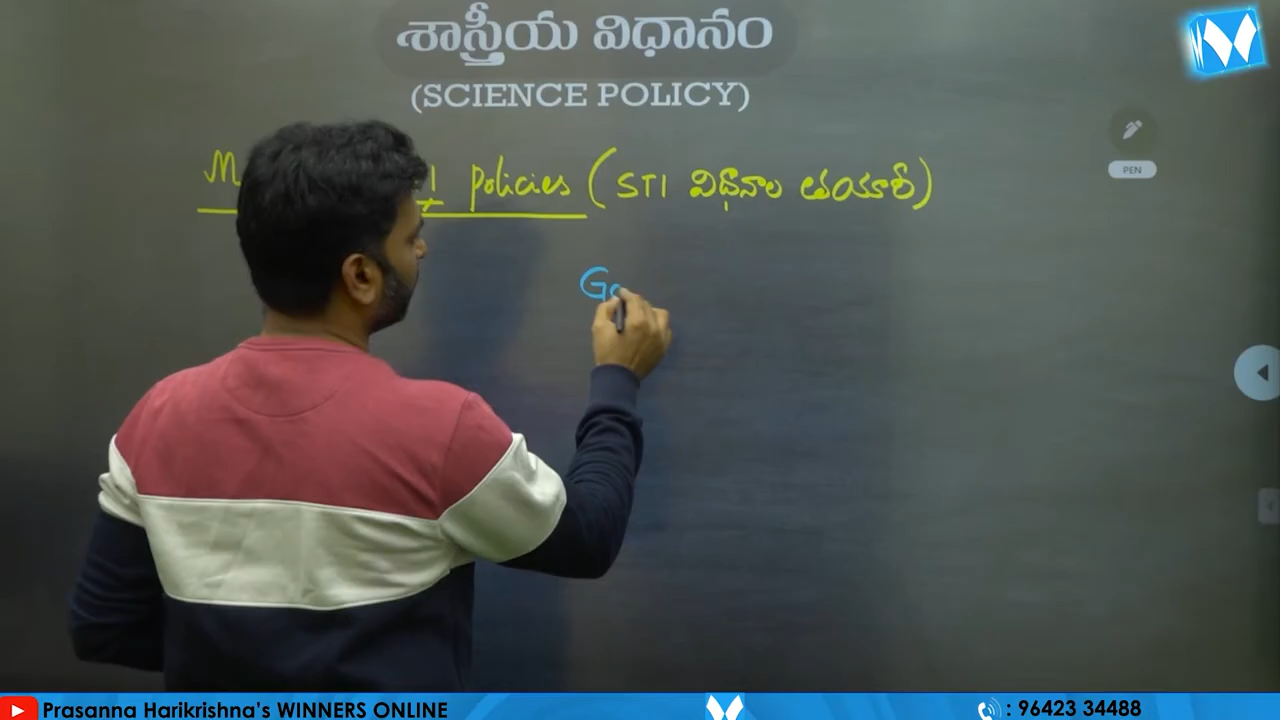 శాస్త్రీయ విధానం
(SCIENCE POLICY)
Policies (STI విధానాల తయారీ)
PEN
Prasanna Harikrishna's WINNERS ONLINE
: 96423 34488